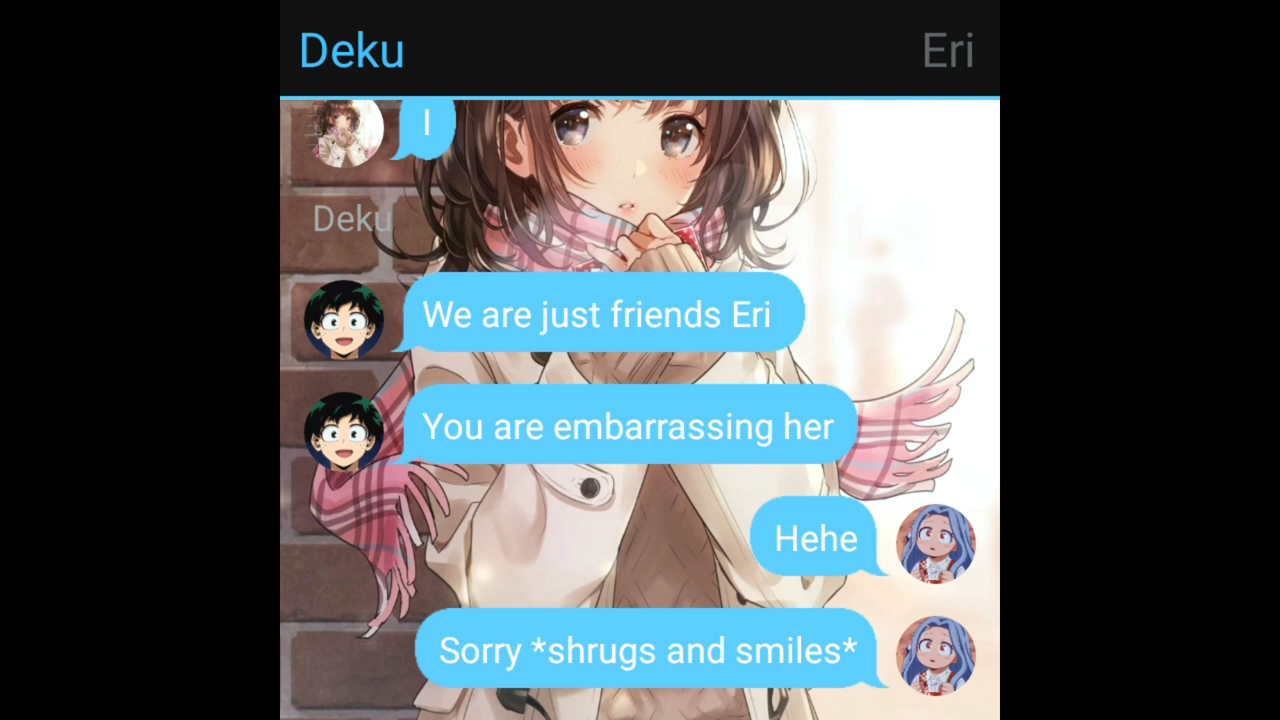 Deku
Eri
I
Deku
We are just friends Eri
You are embarrassing her
Hehe
Sorry *shrugs and smiles*